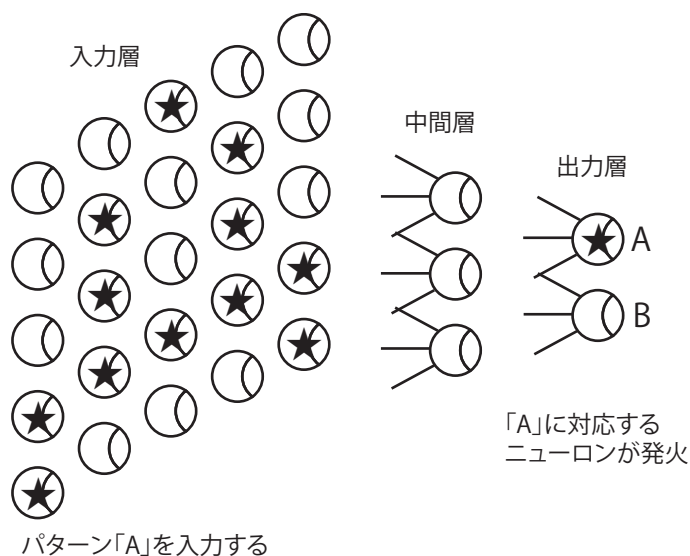 入力層
中間層
出力層
A
B
「A」に対応する
ニューロンが発火
パターン「A」を入力する